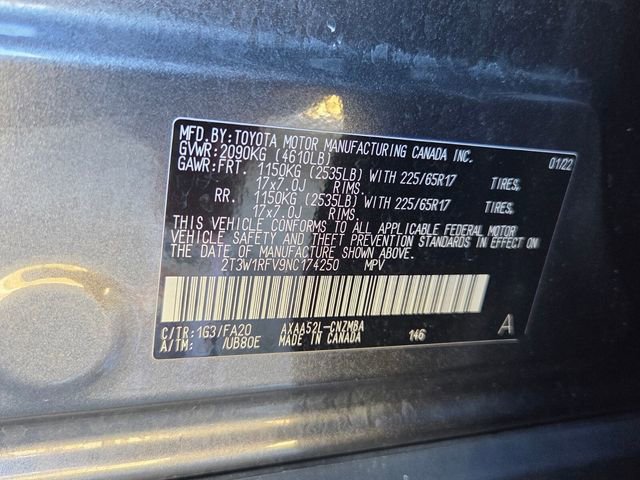 MFD.BY:TOYOTA MOTOR MANUFACTURING CANADA INC.
GVWR:2090KG (4610LB) 01/22
GAWR:FRT. 1150KG (2535LB) WITH 225/65R17 TIRES,
17x7.0J RIMS.
RR. 1150KG (2535LB) WITH 225/65R17 TIRES,
17x7.0J RIMS.
THIS VEHICLE CONFORMS TO ALL APPLICABLE FEDERAL MOTOR
VEHICLE SAFETY AND THEFT PREVENTION STANDARDS IN EFFECT ON
THE DATE OF MANUFACTURE SHOWN ABOVE.
2T3W1RFV9NC174250 MPV
C/TR:1G3/FA20 AXAA52L-CNZMBA 146 A
A/TM: /UB80E MADE IN CANADA